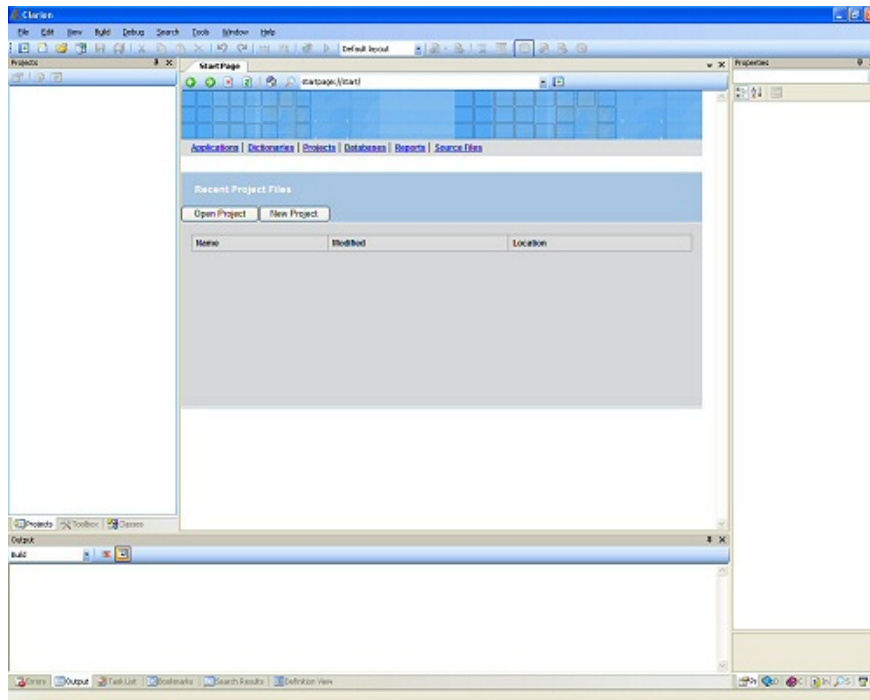 Clarion
File Edit View Build Debug Search Tools Window Help
Default layout
Projects
StartPage
Properties
startpage://start/
Applications | Dictionaries | Projects | Databases | Reports | Source Files
Recent Project Files
Open Project New Project
Name Modified Location
Projects Toolbox Classes
Output
Build
Errors Output Task List Bookmarks Search Results Definition View